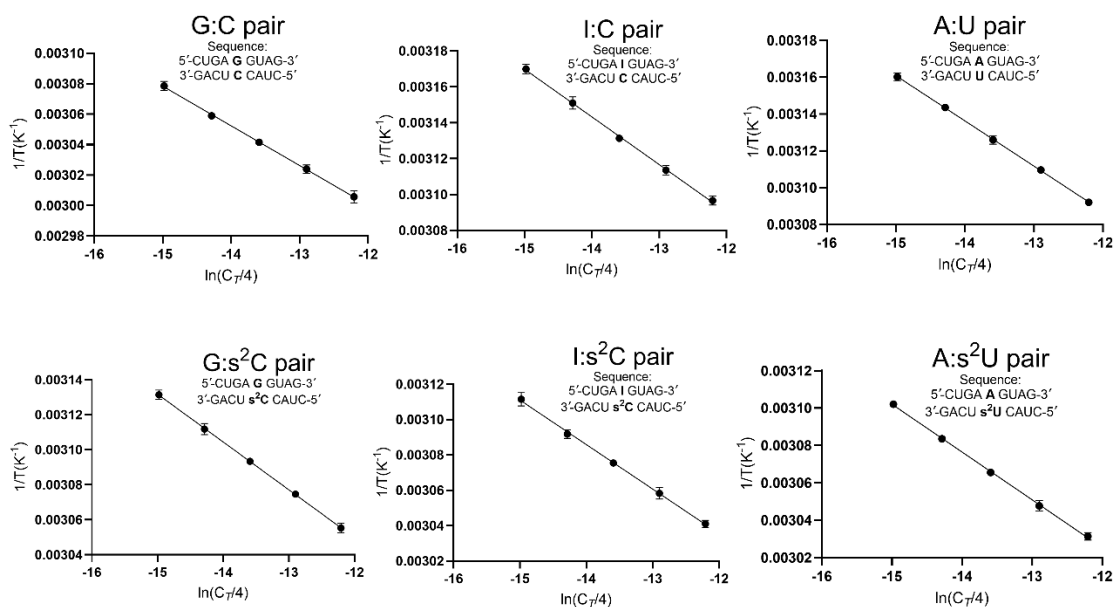 G:C pair
Sequence:
5′-CUGA G GUAG-3′
3′-GACU C CAUC-5′
0.00310
0.00308
0.00306
0.00304
0.00302
0.00300
0.00298
1/T(K⁻¹)
-16
-15
-14
-13
-12
ln(C_T/4)
I:C pair
Sequence:
5′-CUGA I GUAG-3′
3′-GACU C CAUC-5′
0.00318
0.00316
0.00314
0.00312
0.00310
0.00308
1/T(K⁻¹)
-16
-15
-14
-13
-12
ln(C_T/4)
A:U pair
Sequence:
5′-CUGA A GUAG-3′
3′-GACU U CAUC-5′
0.00318
0.00316
0.00314
0.00312
0.00310
0.00308
1/T(K⁻¹)
-16
-15
-14
-13
-12
ln(C_T/4)
G:s²C pair
Sequence:
5′-CUGA G GUAG-3′
3′-GACU s²C CAUC-5′
0.00314
0.00312
0.00310
0.00308
0.00306
0.00304
1/T(K⁻¹)
-16
-15
-14
-13
-12
ln(C_T/4)
I:s²C pair
Sequence:
5′-CUGA I GUAG-3′
3′-GACU s²C CAUC-5′
0.00312
0.00310
0.00308
0.00306
0.00304
0.00302
1/T(K⁻¹)
-16
-15
-14
-13
-12
ln(C_T/4)
A:s²U pair
Sequence:
5′-CUGA A GUAG-3′
3′-GACU s²U CAUC-5′
0.00312
0.00310
0.00308
0.00306
0.00304
0.00302
1/T(K⁻¹)
-16
-15
-14
-13
-12
ln(C_T/4)